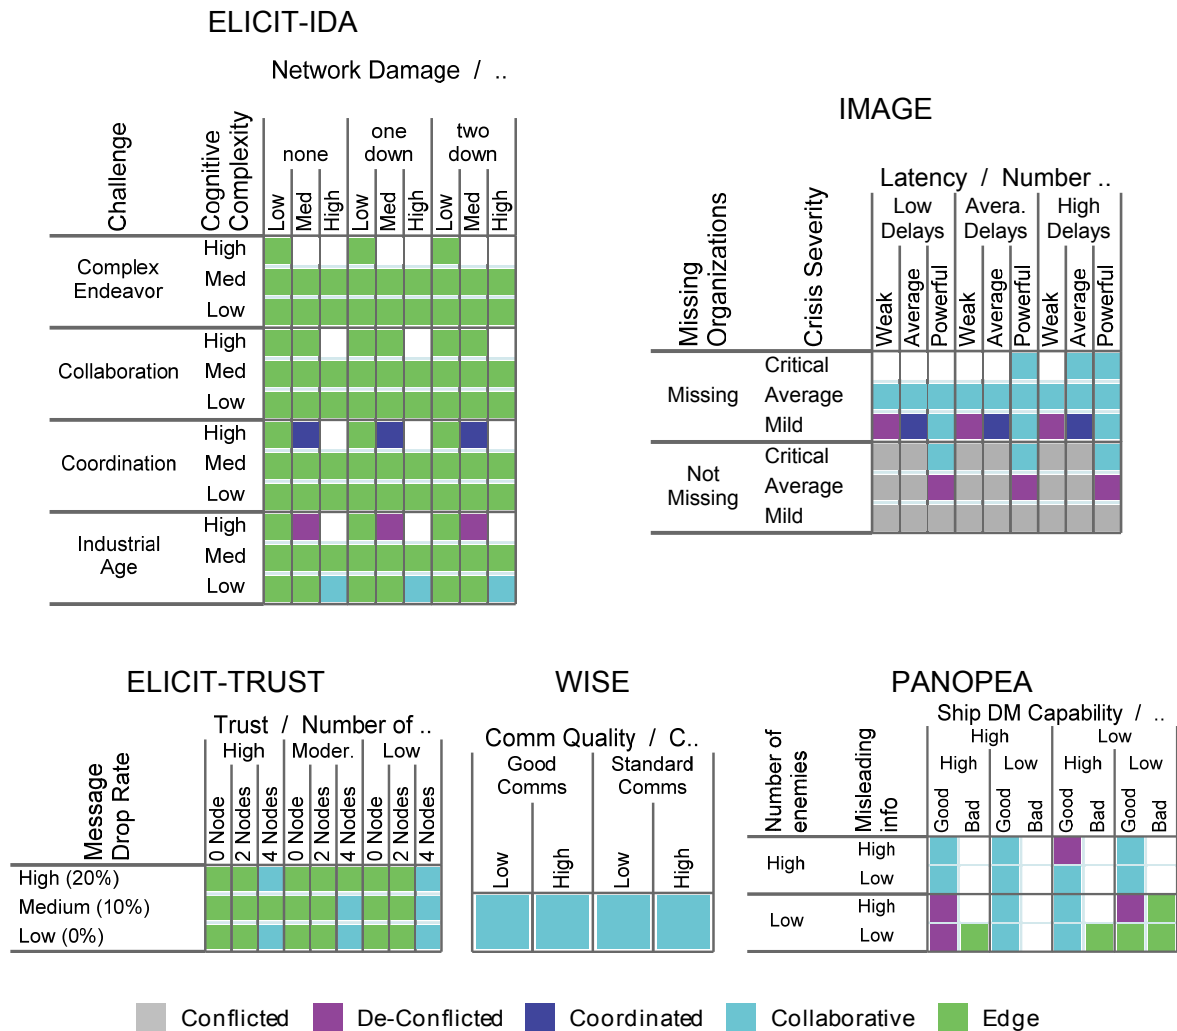 ELICIT-IDA
Network Damage / ..
Challenge
Cognitive
Complexity
none
one
down
two
down
Low
Med
High
Low
Med
High
Low
Med
High
Complex
Endeavor
High
Med
Low
Collaboration
High
Med
Low
Coordination
High
Med
Low
Industrial
Age
High
Med
Low
IMAGE
Latency / Number ..
Missing
Organizations
Crisis Severity
Low
Delays
Avera.
Delays
High
Delays
Weak
Average
Powerful
Weak
Average
Powerful
Weak
Average
Powerful
Missing
Critical
Average
Mild
Not
Missing
Critical
Average
Mild
ELICIT-TRUST
Trust / Number of ..
Message
Drop Rate
High
Moder.
Low
0 Node
2 Nodes
4 Nodes
0 Node
2 Nodes
4 Nodes
0 Node
2 Nodes
4 Nodes
High (20%)
Medium (10%)
Low (0%)
WISE
Comm Quality / C..
Good
Comms
Standard
Comms
Low
High
Low
High
PANOPEA
Ship DM Capability / ..
Number of
enemies
Misleading
info
High
Low
High
Low
High
Low
Good
Bad
Good
Bad
Good
Bad
Good
Bad
High
High
Low
Low
High
Low
Conflicted
De-Conflicted
Coordinated
Collaborative
Edge